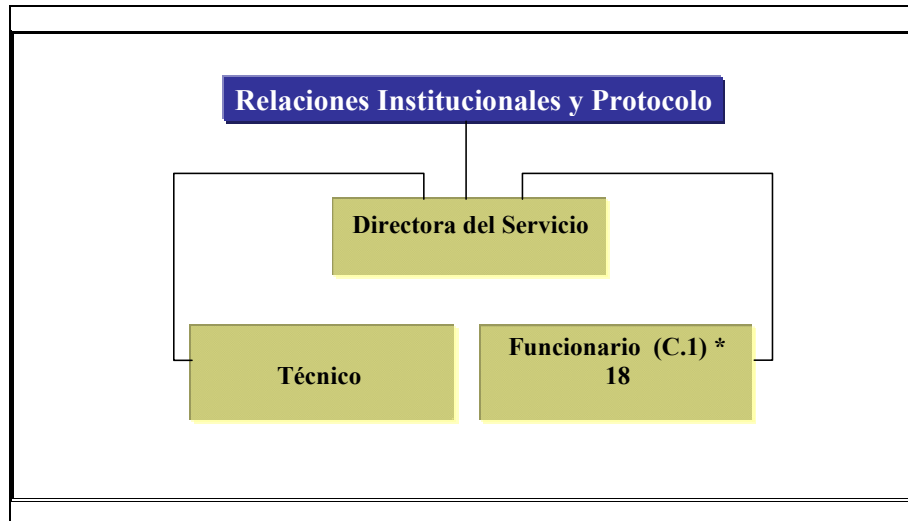 Relaciones Institucionales y Protocolo
Directora del Servicio
Técnico
Funcionario (C.1) *
18